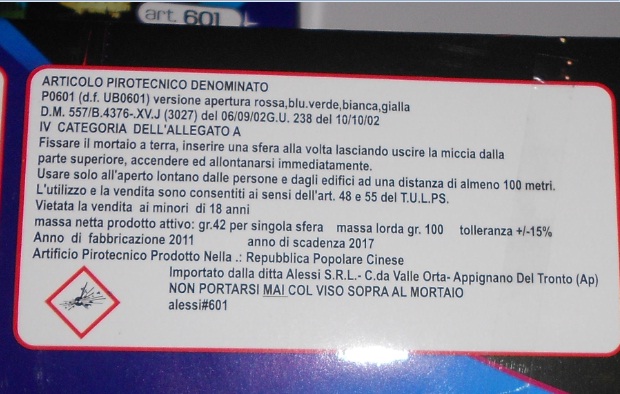 art. 601
ARTICOLO PIROTECNICO DENOMINATO
P0601 (d.f. UB0601) versione apertura rossa,blu.verde,bianca,gialla
D.M. 557/B.4376-.XV.J (3027) del 06/09/02G.U. 238 del 10/10/02
IV CATEGORIA DELL'ALLEGATO A
Fissare il mortaio a terra, inserire una sfera alla volta lasciando uscire la miccia dalla
parte superiore, accendere ed allontanarsi immediatamente.
Usare solo all'aperto lontano dalle persone e dagli edifici ad una distanza di almeno 100 metri.
L'utilizzo e la vendita sono consentiti ai sensi dell'art. 48 e 55 del T.U.L.PS.
Vietata la vendita ai minori di 18 anni
massa netta prodotto attivo: gr.42 per singola sfera massa lorda gr. 100 tolleranza +/-15%
Anno di fabbricazione 2011 anno di scadenza 2017
Artificio Pirotecnico Prodotto Nella .: Repubblica Popolare Cinese
Importato dalla ditta Alessi S.R.L.- C.da Valle Orta- Appignano Del Tronto (Ap)
NON PORTARSI MAI COL VISO SOPRA AL MORTAIO
alessi#601